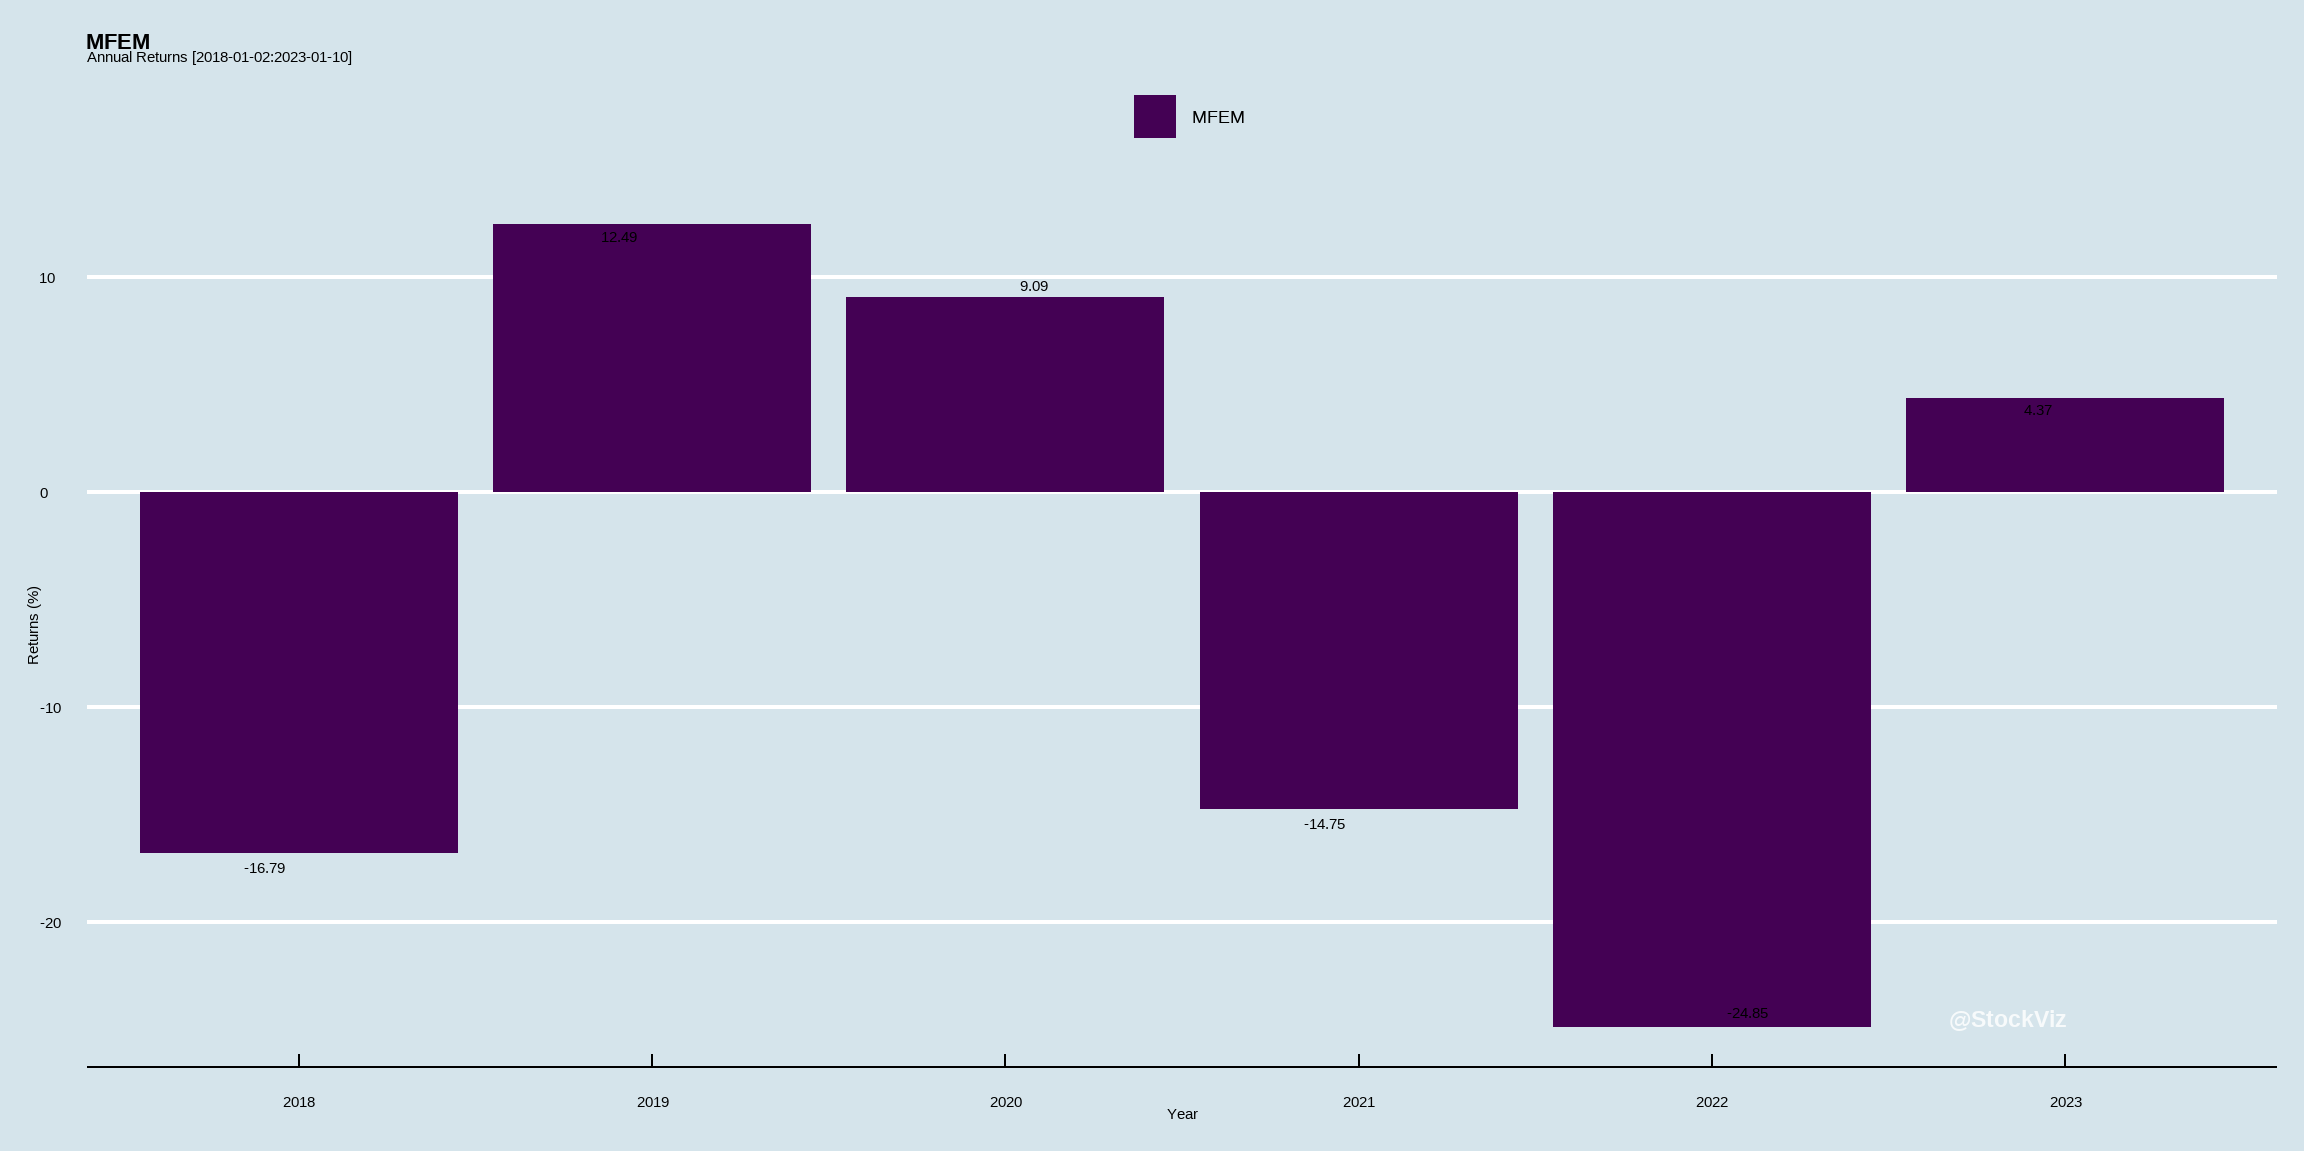 MFEM
Annual Returns [2018-01-02:2023-01-10]
MFEM
12.49
10
9.09
4.37
0
Returns (%)
-10
-14.75
-16.79
-20
-24.85
@StockViz
2018 2019 2020 2021 2022 2023
Year